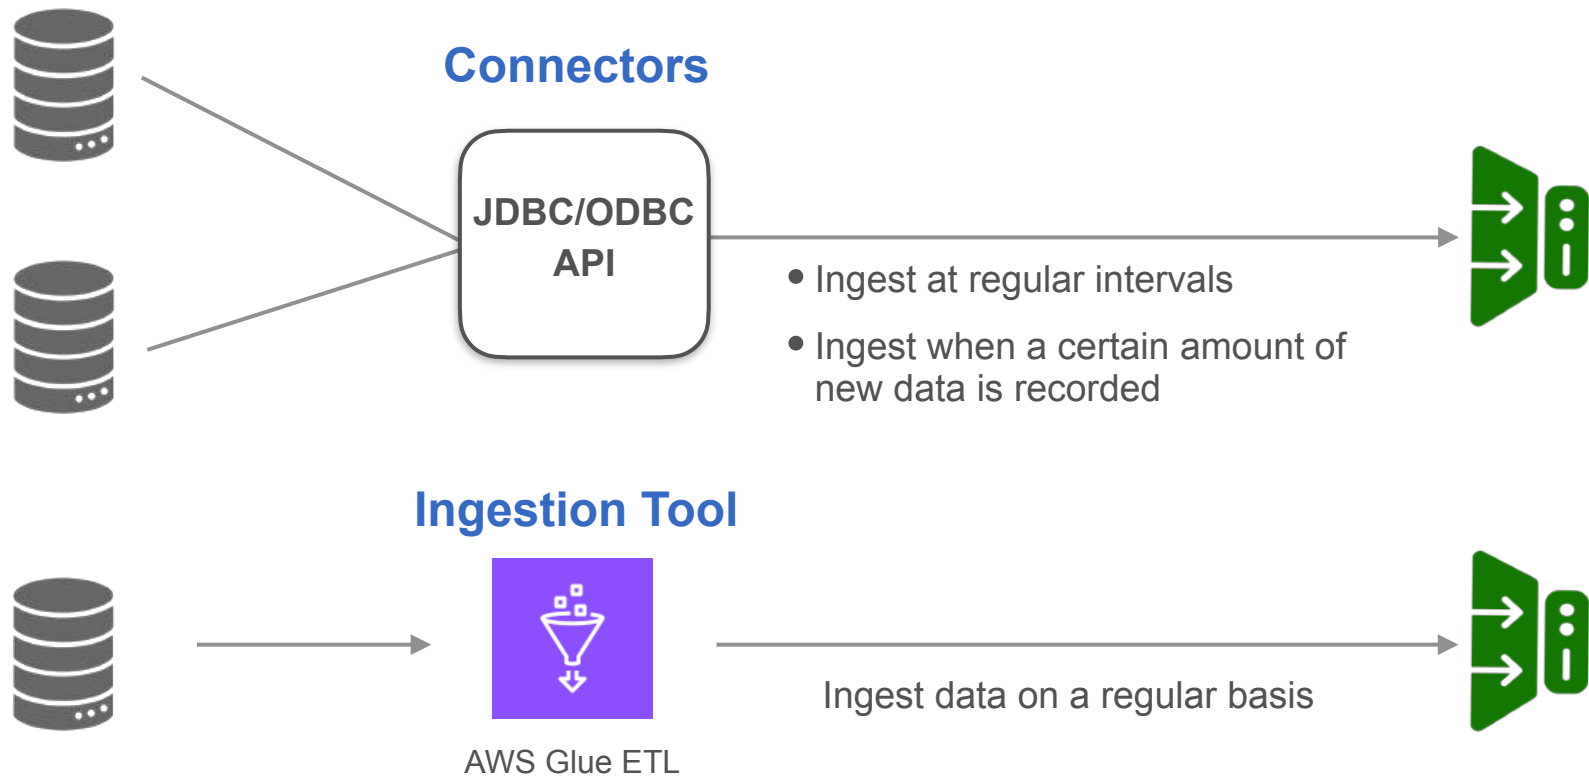 Connectors
JDBC/ODBC
API
• Ingest at regular intervals
• Ingest when a certain amount of
new data is recorded
Ingestion Tool
Ingest data on a regular basis
AWS Glue ETL